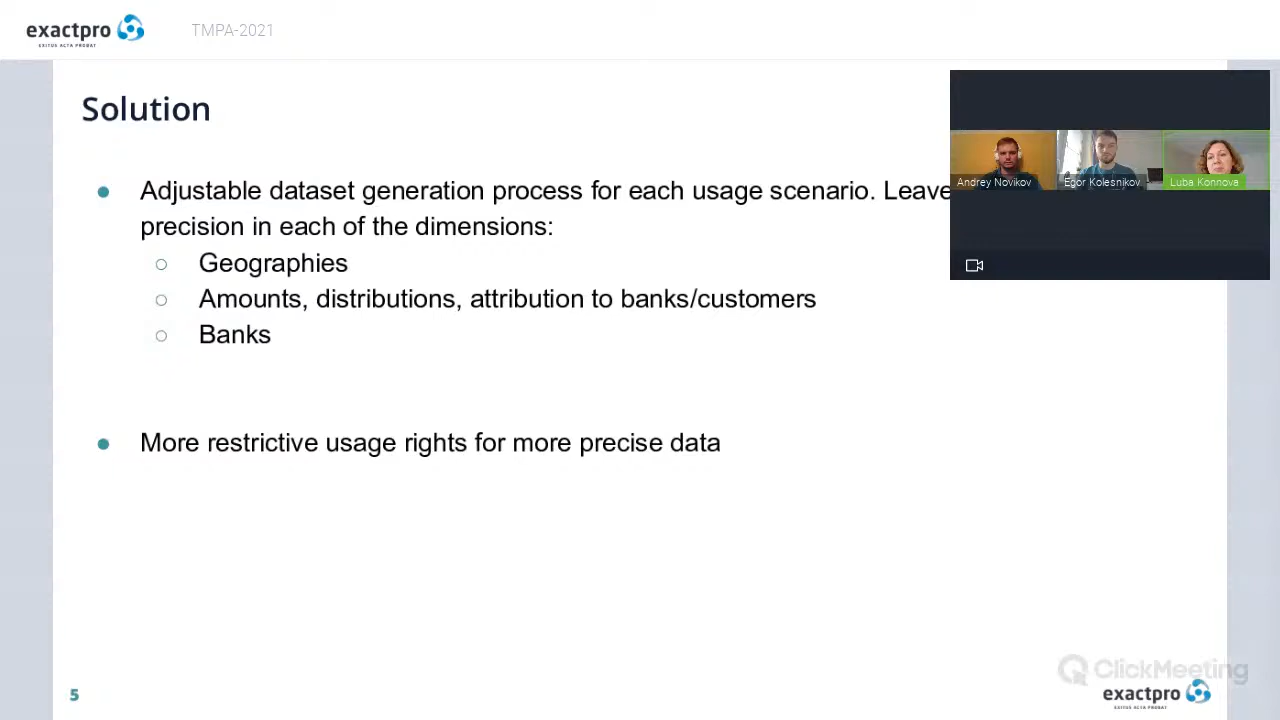 exactpro
EXITUS ACTA PROBAT
TMPA-2021
Solution
Adjustable dataset generation process for each usage scenario. Leave
precision in each of the dimensions:
Geographies
Amounts, distributions, attribution to banks/customers
Banks
More restrictive usage rights for more precise data
Andrey Novikov
Egor Kolesnikov
Luba Konnova
5
ClickMeeting
exactpro
EXITUS ACTA PROBAT